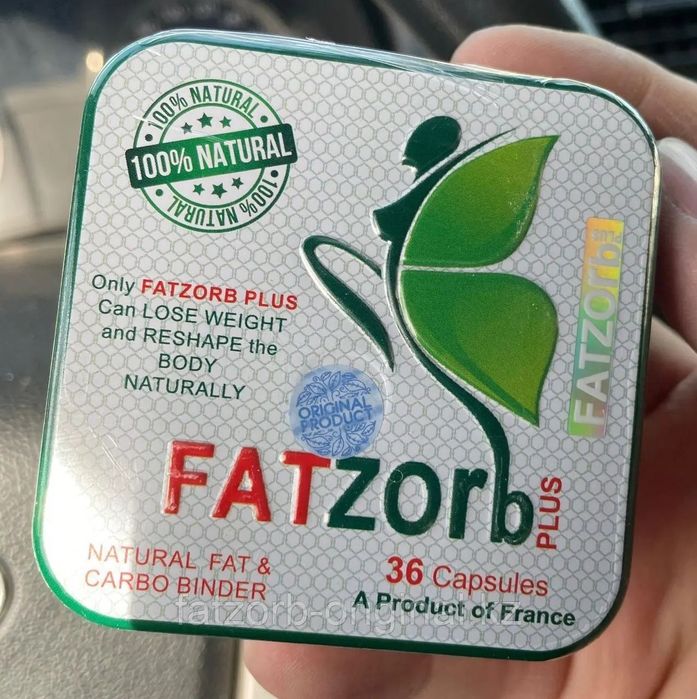 100% NATURAL
100% NATURAL
100% NATURAL
Only FATZORB PLUS
Can LOSE WEIGHT
and RESHAPE the
BODY
NATURALLY
ORIGINAL
PRODUCT
FATZOrb PLUS
FATZOrb PLUS
NATURAL FAT &
CARBO BINDER
36 Capsules
A Product of France